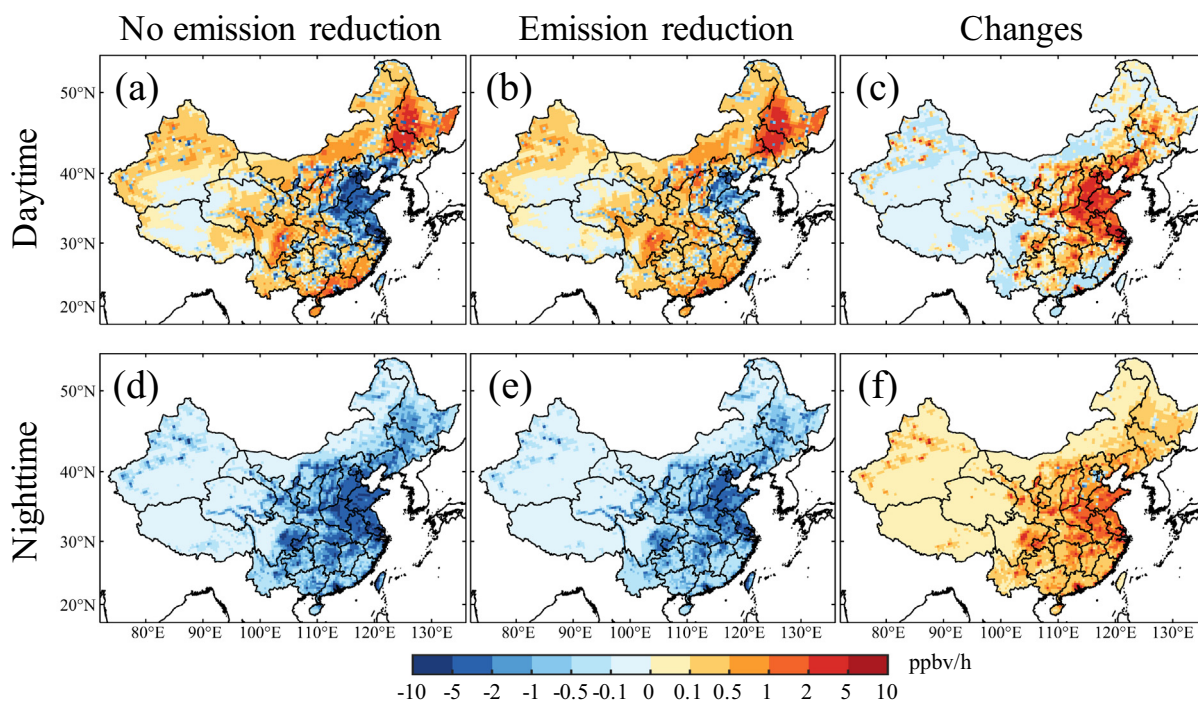 No emission reduction Emission reduction Changes
Daytime
(a) (b) (c)
50°N
40°N
30°N
20°N
Nighttime
(d) (e) (f)
50°N
40°N
30°N
20°N
80°E 90°E 100°E 110°E 120°E 130°E 80°E 90°E 100°E 110°E 120°E 130°E 80°E 90°E 100°E 110°E 120°E 130°E
ppbv/h
-10 -5 -2 -1 -0.5 -0.1 0 0.1 0.5 1 2 5 10